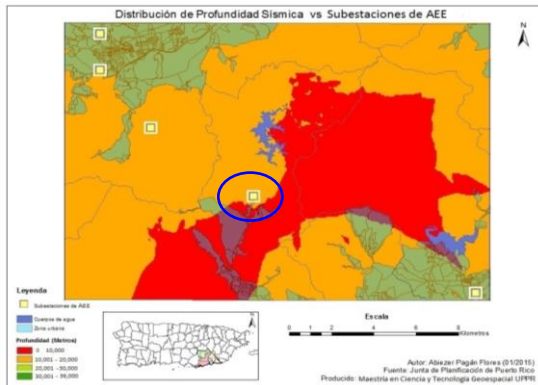 Distribución de Profundidad Sísmica vs Subestaciones de AEE
N
Leyenda
Subestaciones de AEE
Cuerpos de agua
Zona urbana
Profundidad (Metros)
0 - 10,000
10,001 - 20,000
20,001 - 30,000
30,001 - 39,000
Escala
0 2 4 6 8
Kilometros
Autor: Abiezer Pagán Flores (01/2015)
Fuente: Junta de Planificación de Puerto Rico
Producido: Maestría en Ciencia y Tecnología Geoespacial UPPR